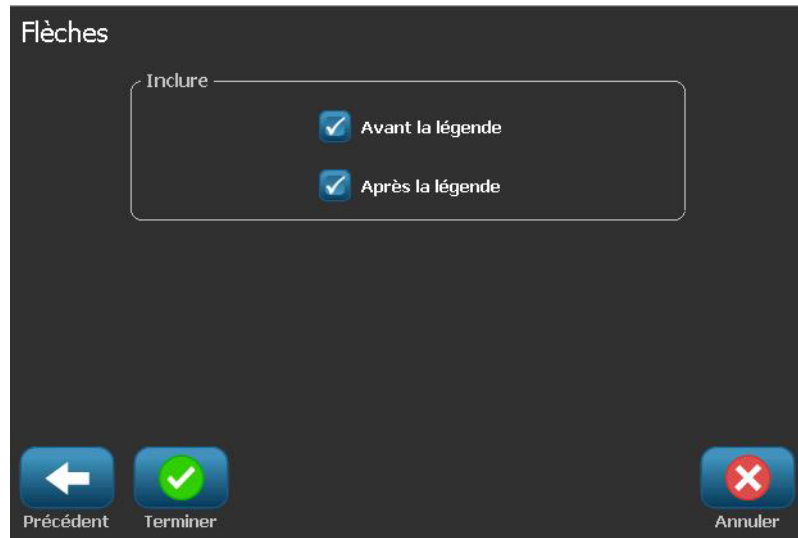 Flèches
Inclure
Avant la légende
Après la légende
Précédent
Terminer
Annuler